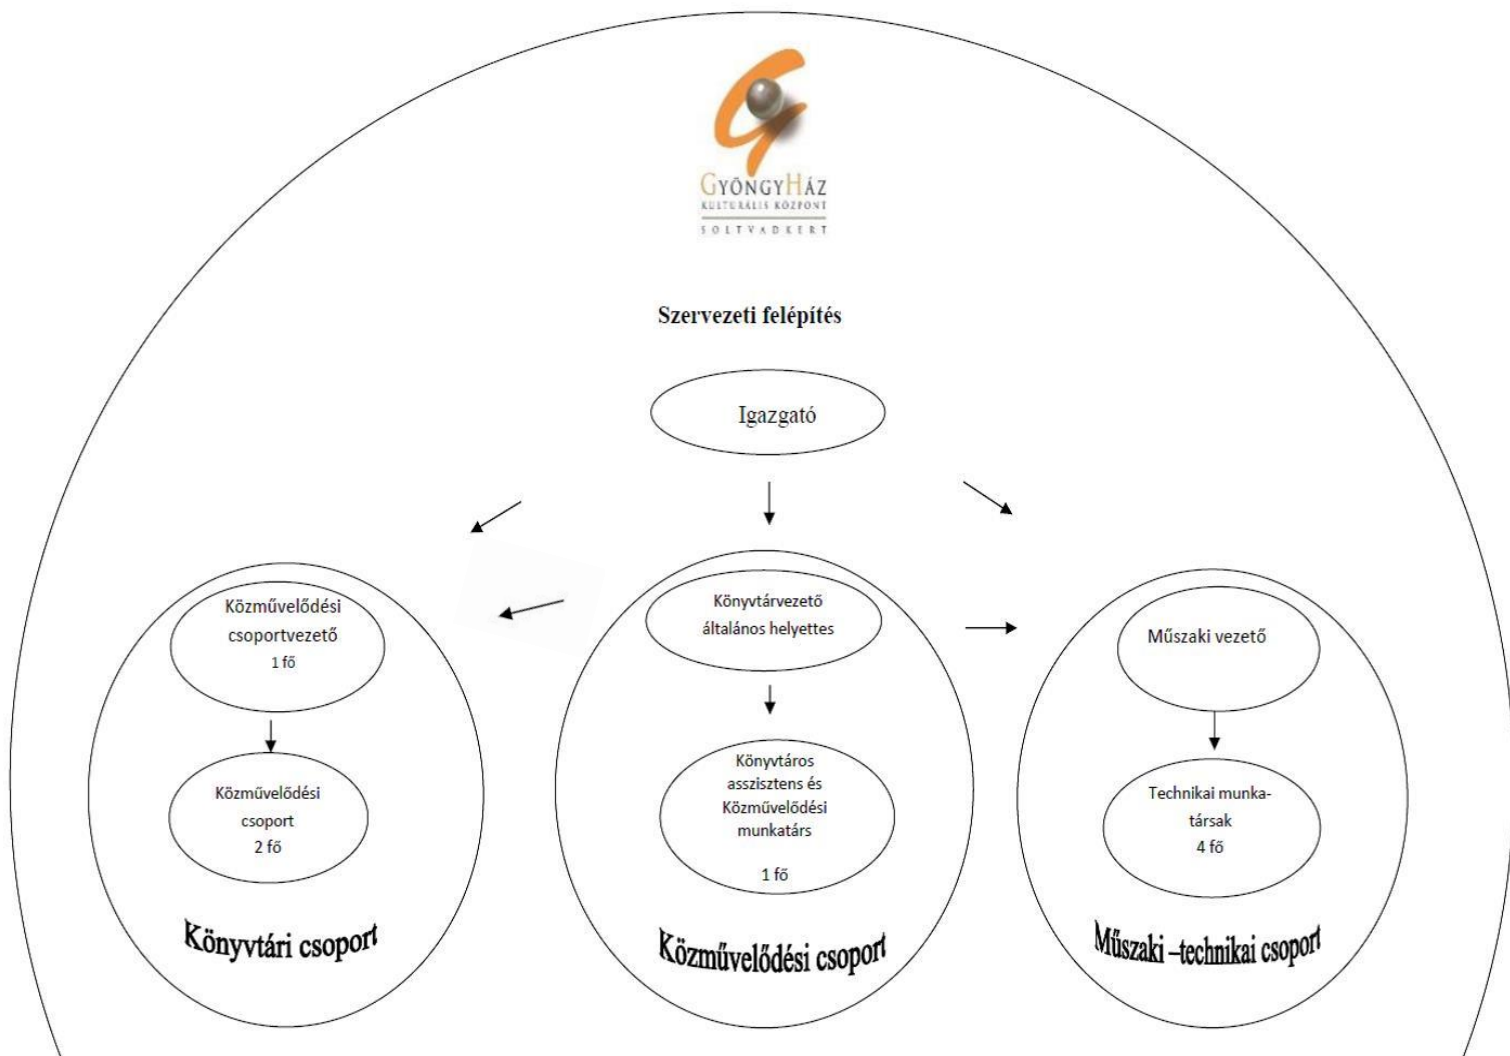 GYÖNGYHÁZ
KULTURÁLIS KÖZPONT
SOLTVADKERT
Szervezeti felépítés
Igazgató
Közművelődési
csoportvezető
1 fő
Közművelődési
csoport
2 fő
Könyvtári csoport
Könyvtárvezető
általános helyettes
Könyvtáros
asszisztens és
Közművelődési
munkatárs
1 fő
Közművelődési csoport
Műszaki vezető
Technikai munka-
társak
4 fő
Műszaki –technikai csoport